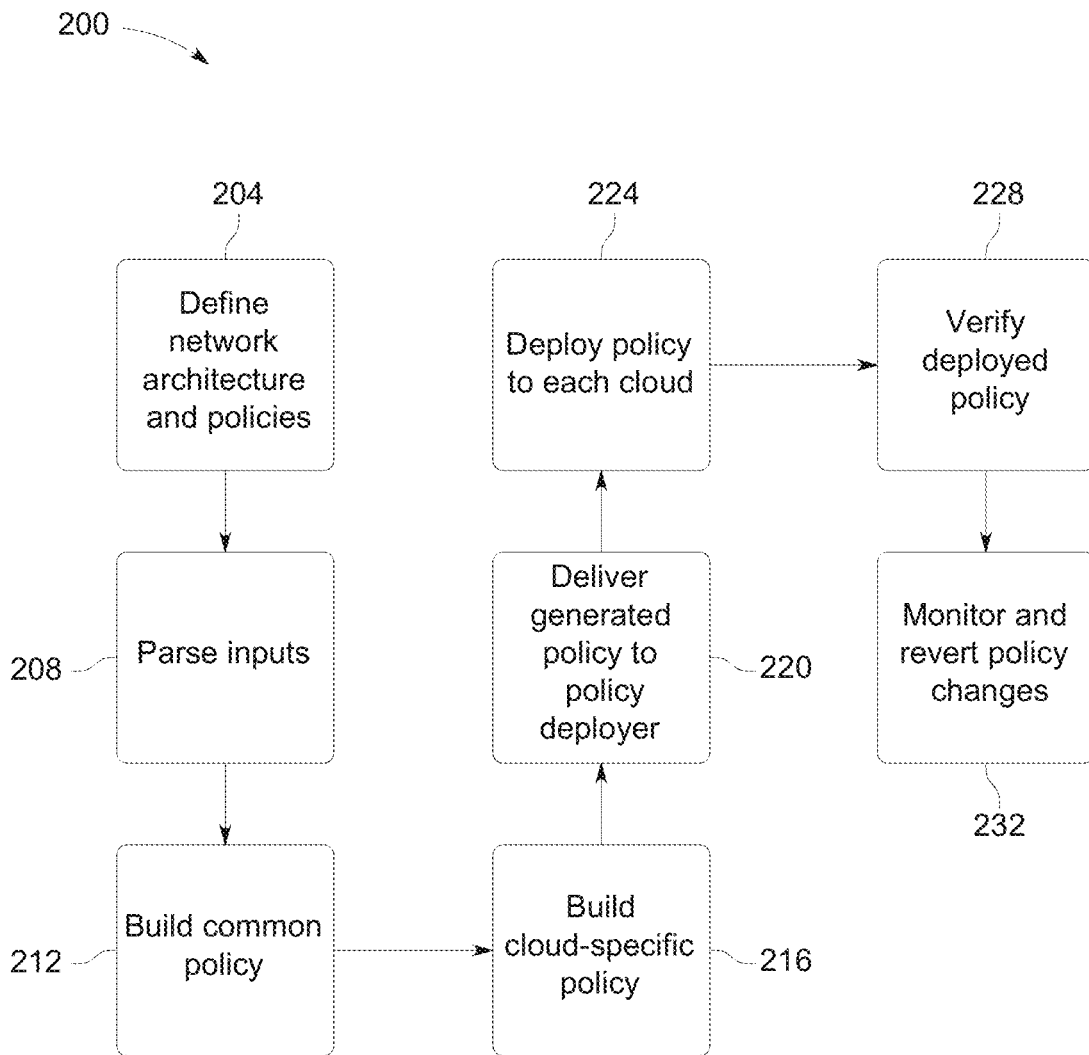 200
204
Define
network
architecture
and policies
208
Parse inputs
212
Build common
policy
Build
cloud-specific
policy
216
Deliver
generated
policy to
policy
deployer
220
224
Deploy policy
to each cloud
228
Verify
deployed
policy
Monitor and
revert policy
changes
232